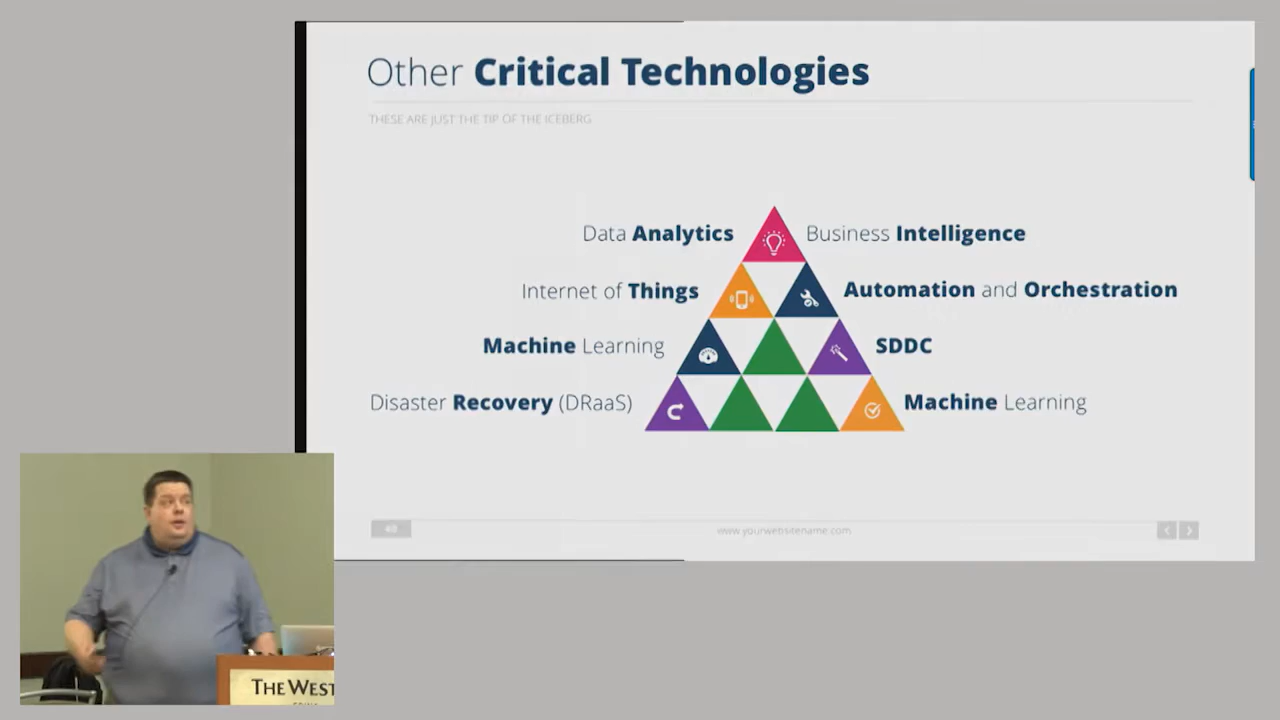 Other Critical Technologies
THESE ARE JUST THE TIP OF THE ICEBERG
Data Analytics
Business Intelligence
Internet of Things
Automation and Orchestration
Machine Learning
SDDC
Disaster Recovery (DRaaS)
Machine Learning
www.yourwebsitename.com
THE WEST